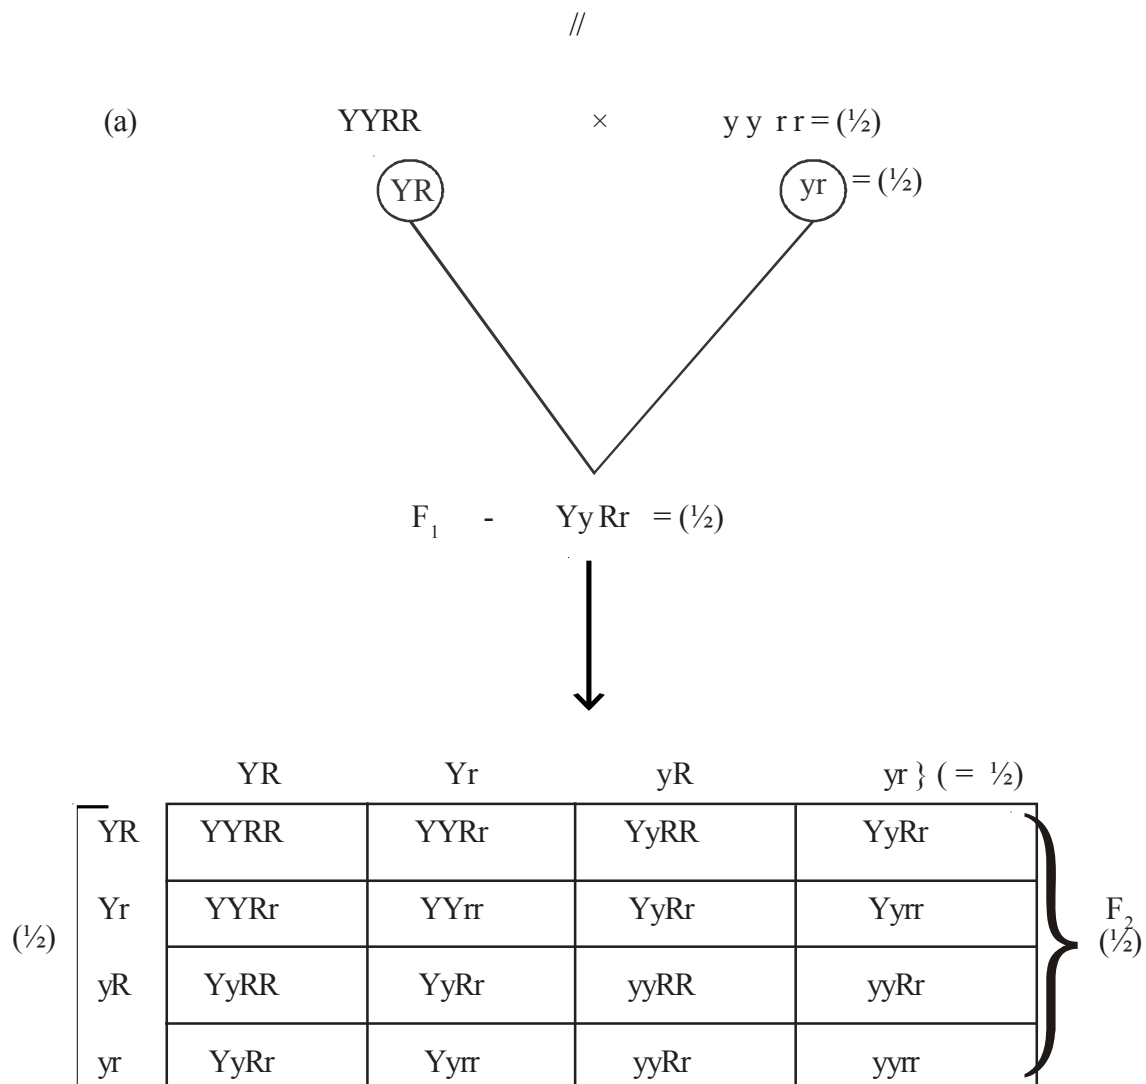 //
(a) YYRR × y y r r = (½)
YR yr = (½)
F₁ - Yy Rr = (½)
YR Yr yR yr } ( = ½)
YR YYRR YYRr YyRR YyRr
Yr YYRr YYrr YyRr Yyrr F₂
(½) (½)
yR YyRR YyRr yyRR yyRr
yr YyRr Yyrr yyRr yyrr